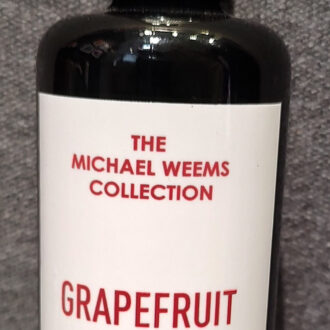 THE
MICHAEL WEEMS
COLLECTION
GRAPEFRUIT